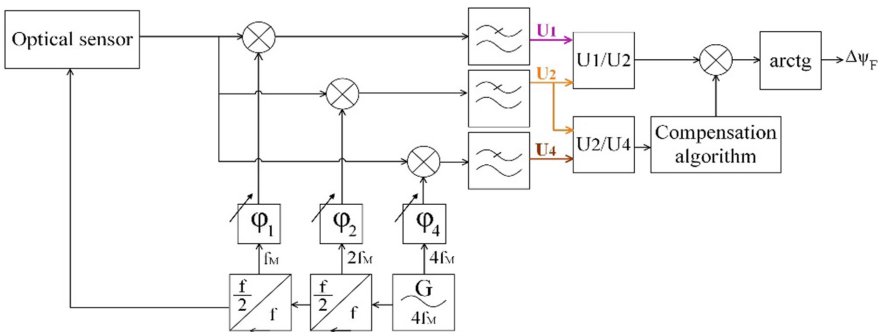 Optical sensor
U1
U2
U4
U1/U2
U2/U4
Compensation
algorithm
arctg
Δψ_F
φ₁
φ₂
φ₄
fM
2fM
4fM
f/2
f
f/2
f
G
4fM